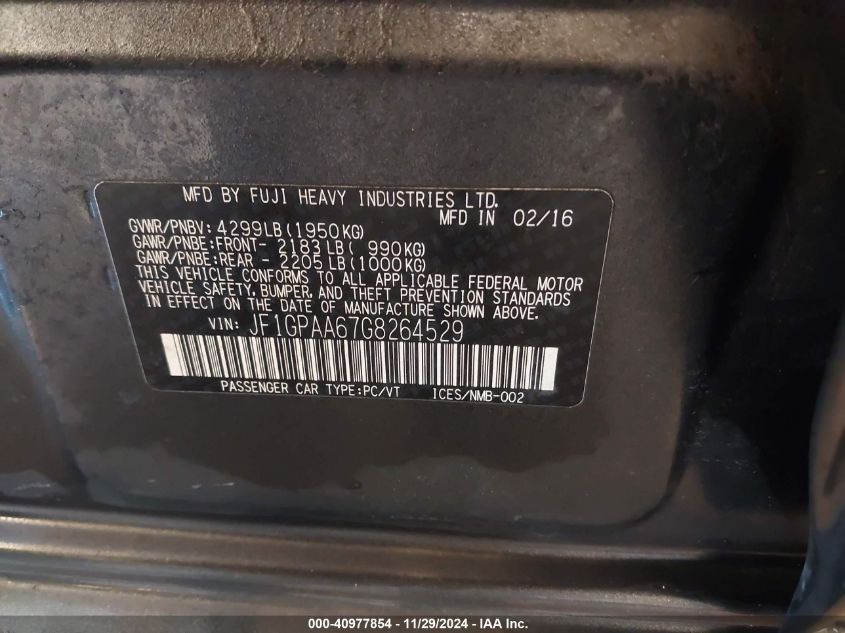 MFD BY FUJI HEAVY INDUSTRIES LTD.
MFD IN 02/16
GVWR/PNBV: 4299LB (1950KG)
GAWR/PNBE:FRONT- 2183 LB ( 990KG)
GAWR/PNBE:REAR - 2205 LB (1000KG)
THIS VEHICLE CONFORMS TO ALL APPLICABLE FEDERAL MOTOR
VEHICLE SAFETY, BUMPER, AND THEFT PREVENTION STANDARDS
IN EFFECT ON THE DATE OF MANUFACTURE SHOWN ABOVE.
VIN: JF1GPAA67G8264529
PASSENGER CAR TYPE:PC/VT ICES/NMB-002
000-40977854 - 11/29/2024 - IAA Inc.